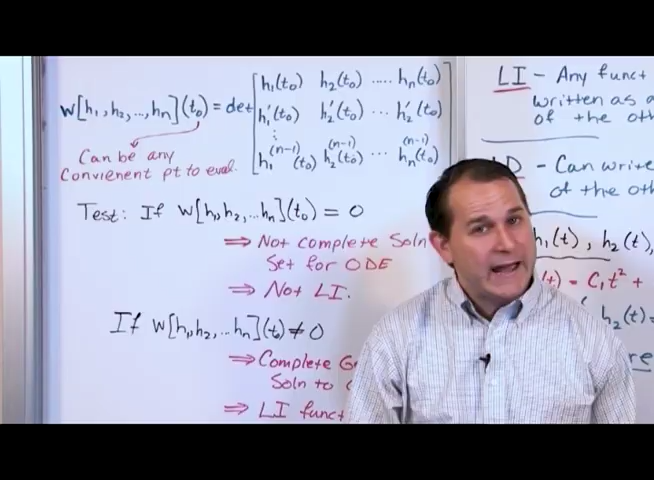 h₁(t₀) h₂(t₀) ..... hₙ(t₀)
W[h₁, h₂, ..., hₙ](t₀) = det h₁'(t₀) h₂'(t₀) ... h₂'(t₀)
⋮
h₁⁽ⁿ⁻¹⁾(t₀) h₂⁽ⁿ⁻¹⁾(t₀) ... hₙ⁽ⁿ⁻¹⁾(t₀)
Can be any
Convienent pt to eval.
Test: If W[h₁,h₂,...hₙ](t₀) = 0
⇒ Not complete Soln
Set for ODE
⇒ Not LI.
If W[h₁,h₂,...hₙ](t₀) ≠ 0
⇒ Complete
Soln to
⇒ LI funct
LI - Any funct
written as a
of the oth
LD - Can write
of the oth
h₁(t), h₂(t),
(t) = C₁t² +
h₂(t) =